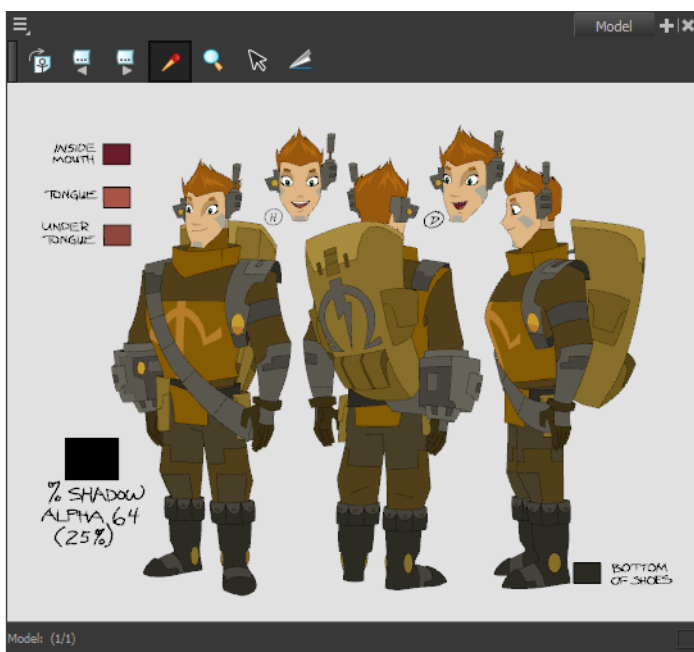 Model
INSIDE
MOUTH
TONGUE
UNDER
TONGUE
H
D
% SHADOW
ALPHA 64
(25%)
BOTTOM
OF SHOES
Model: (1/1)